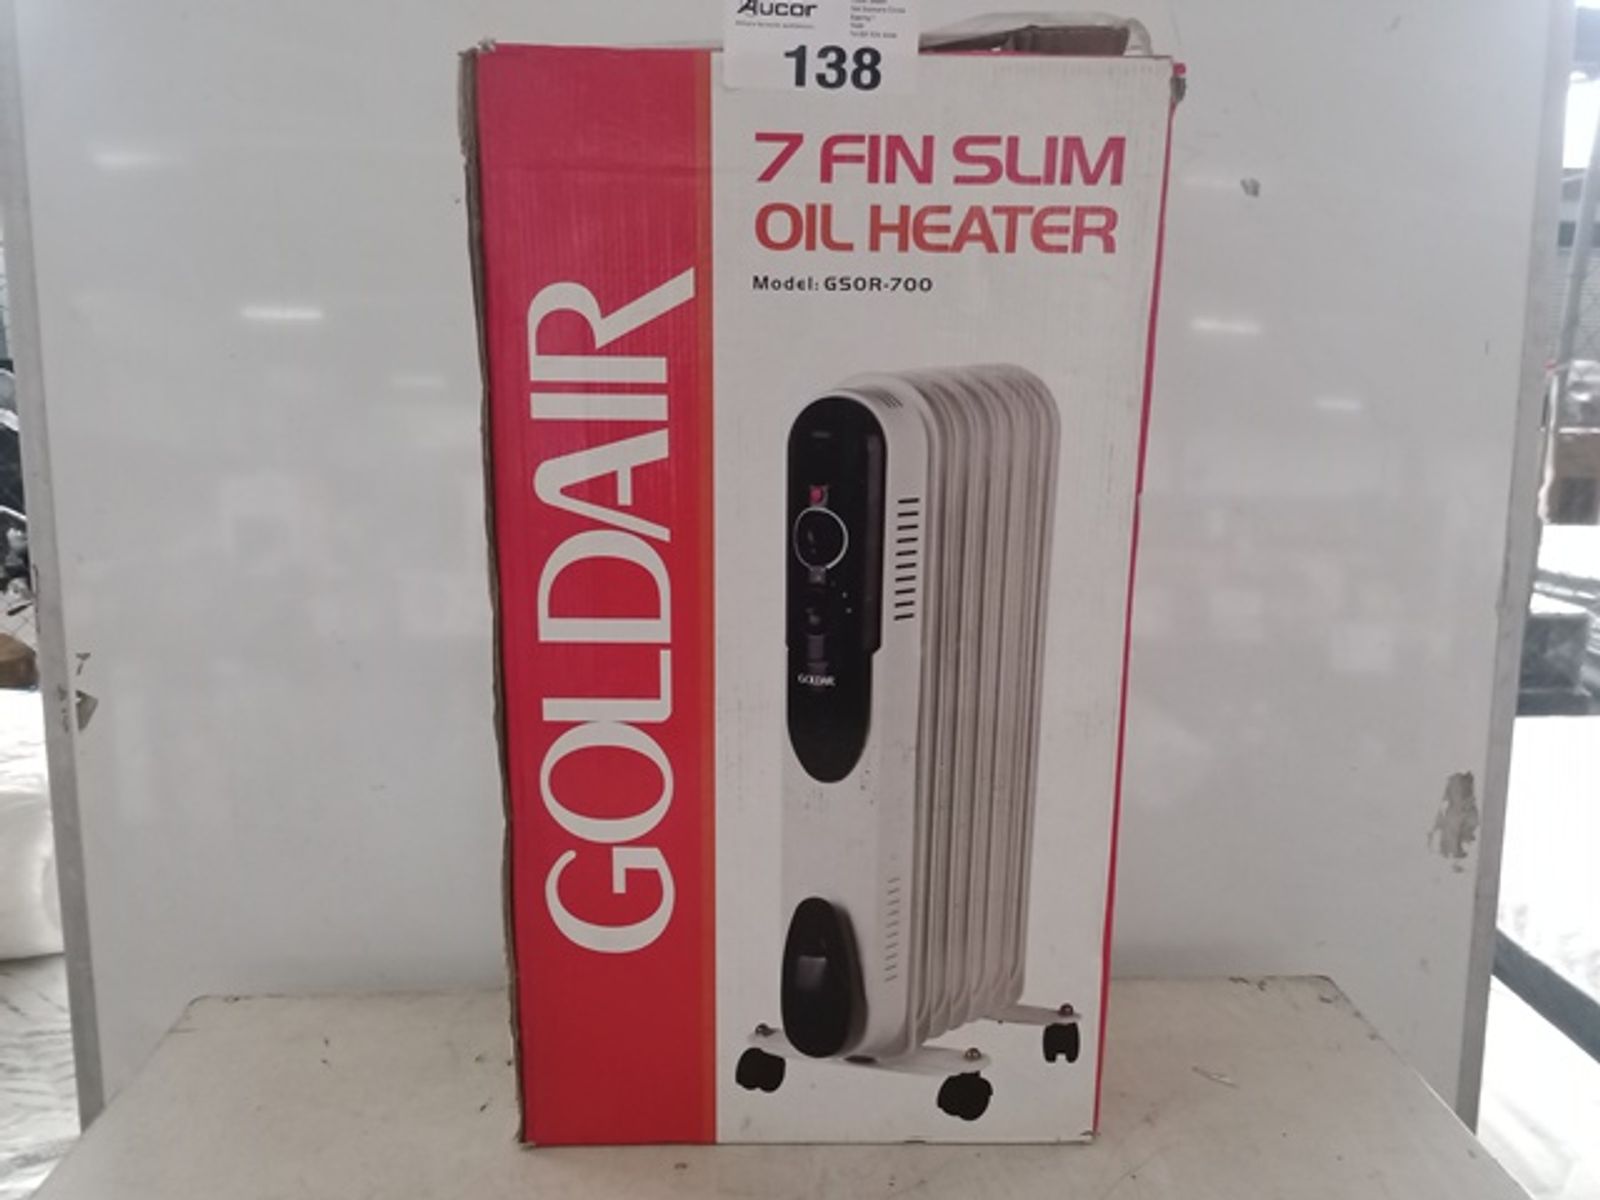 Aucor
138
7 FIN SLIM
OIL HEATER
Model: GSOR-700
GOLDAIR
GOLDAIR